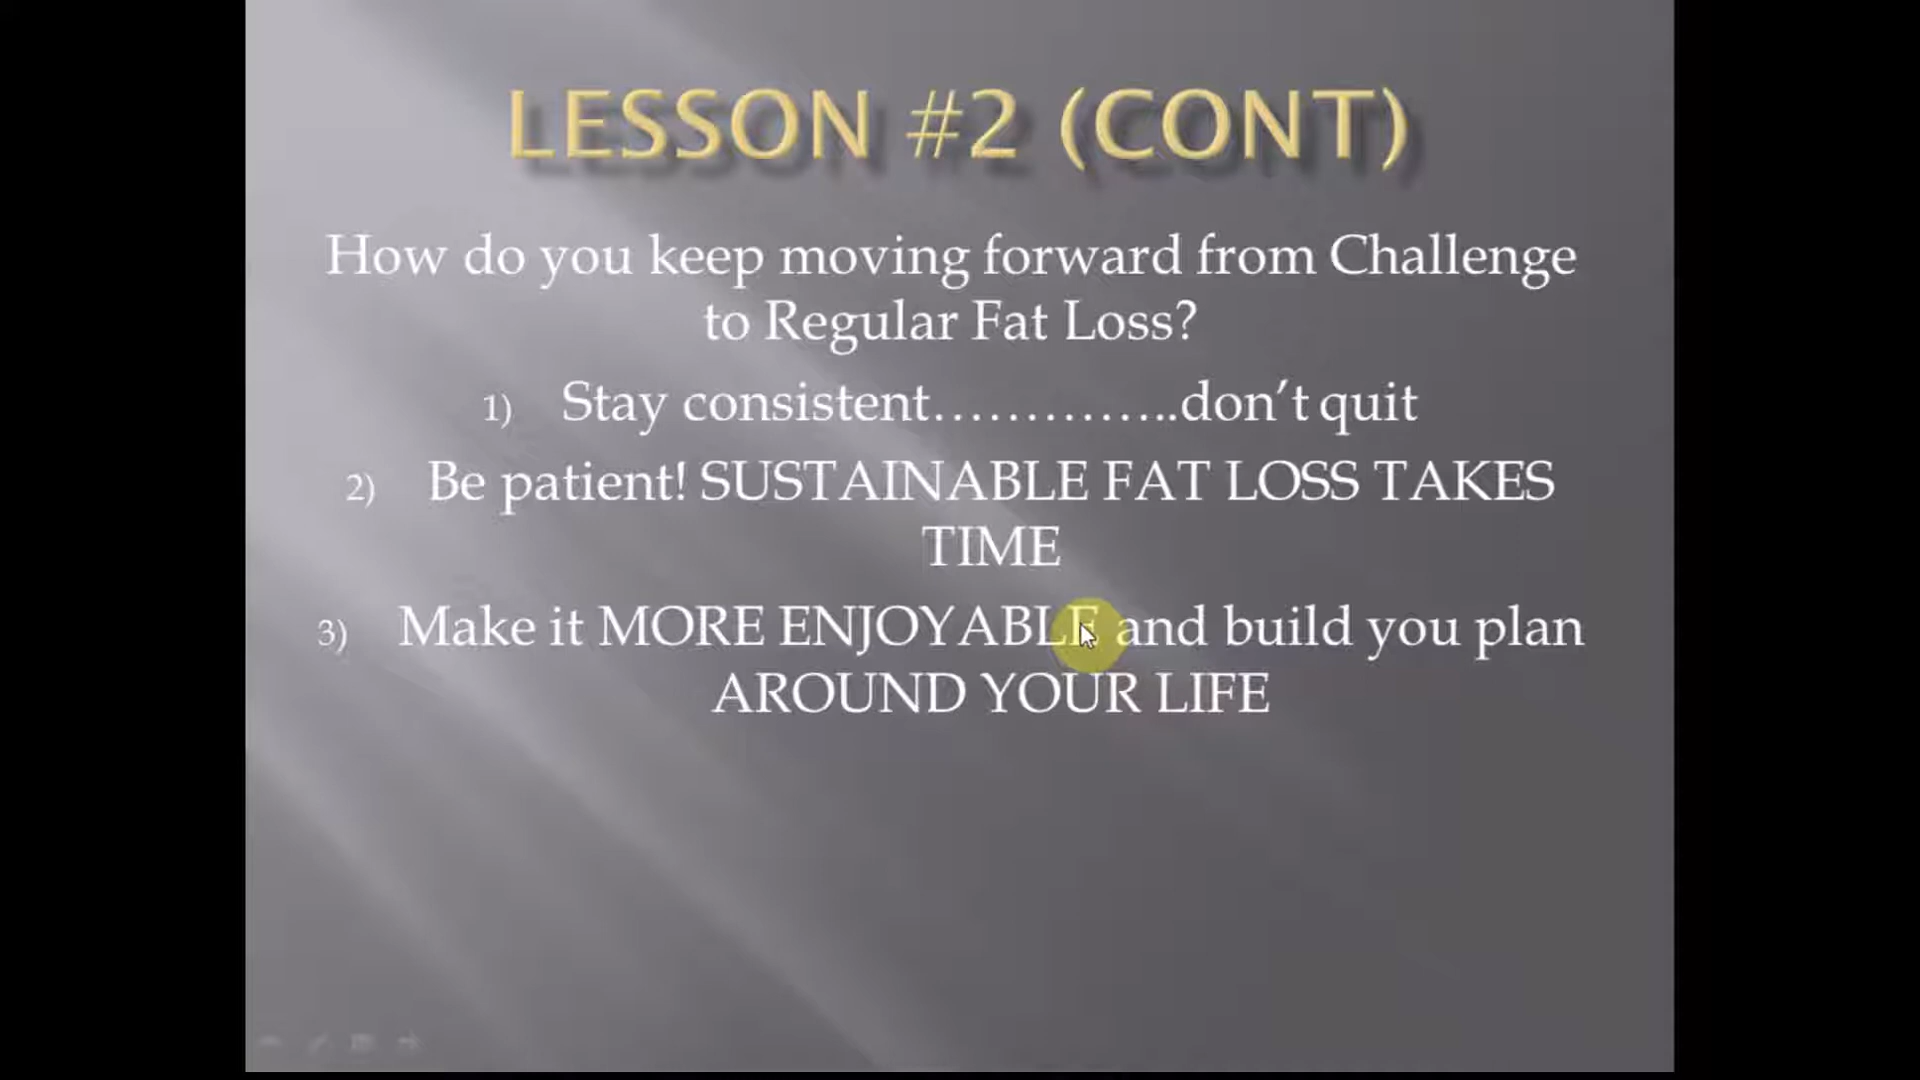 LESSON #2 (CONT)
How do you keep moving forward from Challenge
to Regular Fat Loss?
1) Stay consistent…………..don’t quit
2) Be patient! SUSTAINABLE FAT LOSS TAKES
TIME
3) Make it MORE ENJOYABLE and build you plan
AROUND YOUR LIFE